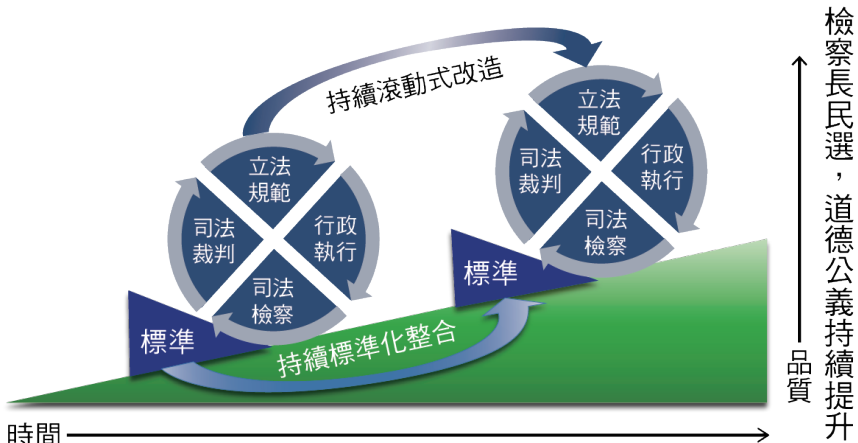 持續滾動式改造
立法
規範
行政
執行
司法
檢察
司法
裁判
標準
立法
規範
行政
執行
司法
檢察
司法
裁判
標準
持續標準化整合
時間
品質
檢察長民選，道德公義持續提升